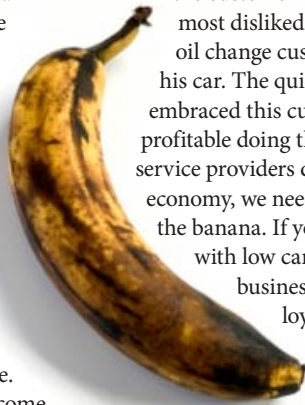 most disliked
oil change cus
his car. The qui
embraced this cu
profitable doing th
service providers
economy, we nee
the banana. If y
with low car
busines
loy
e.
come